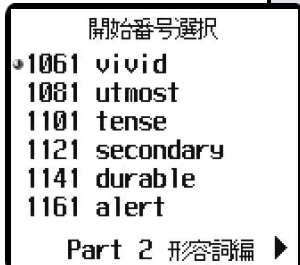 開始番号選択
1061 vivid
1081 utmost
1101 tense
1121 secondary
1141 durable
1161 alert
Part 2 形容詞編 ▶